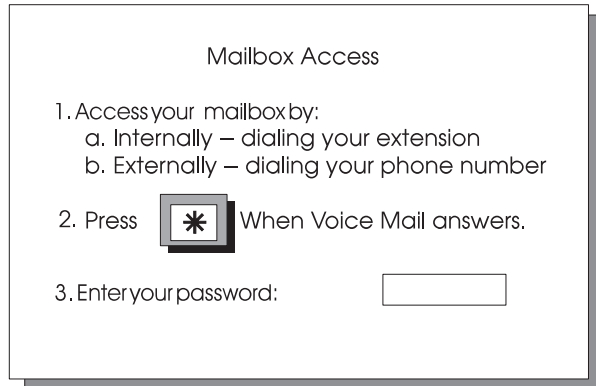 Mailbox Access
1. Access your mailbox by:
a. Internally – dialing your extension
b. Externally – dialing your phone number
2. Press * When Voice Mail answers.
3. Enter your password: